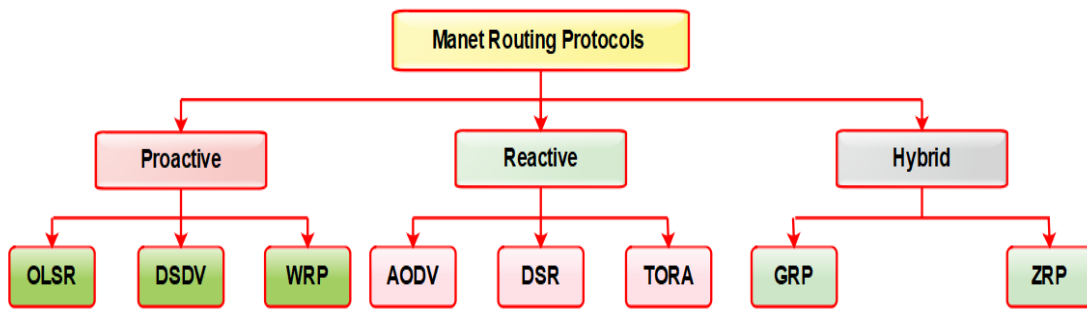 Manet Routing Protocols
Proactive
Reactive
Hybrid
OLSR
DSDV
WRP
AODV
DSR
TORA
GRP
ZRP